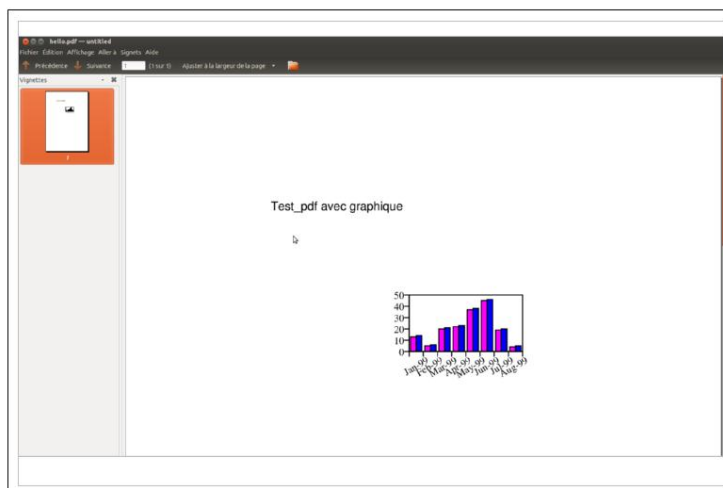 hello.pdf — untitled
Fichier Édition Affichage Aller à Signets Aide
Précédence Suivance 1 (1 sur 1) Ajuster à la largeur de la page
Vignettes
1
Test_pdf avec graphique
50
40
30
20
10
0
Jan-99 Feb-99 Mar-99 Apr-99 May-99 Jun-99 Jul-99 Aug-99